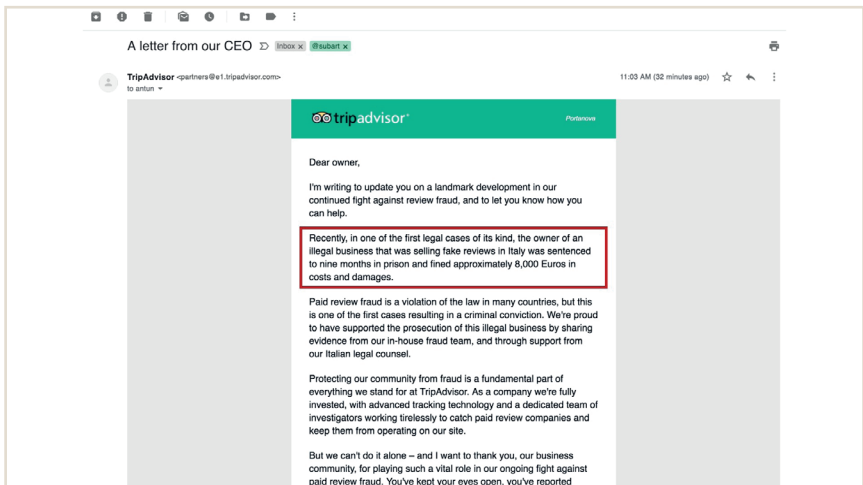 A letter from our CEO Inbox x @subart x
TripAdvisor <partners@e1.tripadvisor.com> 11:03 AM (32 minutes ago)
to antun
tripadvisor Portanova
Dear owner,
I'm writing to update you on a landmark development in our
continued fight against review fraud, and to let you know how you
can help.
Recently, in one of the first legal cases of its kind, the owner of an
illegal business that was selling fake reviews in Italy was sentenced
to nine months in prison and fined approximately 8,000 Euros in
costs and damages.
Paid review fraud is a violation of the law in many countries, but this
is one of the first cases resulting in a criminal conviction. We're proud
to have supported the prosecution of this illegal business by sharing
evidence from our in-house fraud team, and through support from
our Italian legal counsel.
Protecting our community from fraud is a fundamental part of
everything we stand for at TripAdvisor. As a company we're fully
invested, with advanced tracking technology and a dedicated team of
investigators working tirelessly to catch paid review companies and
keep them from operating on our site.
But we can't do it alone – and I want to thank you, our business
community, for playing such a vital role in our ongoing fight against
paid review fraud. You've kept your eyes open, you've reported